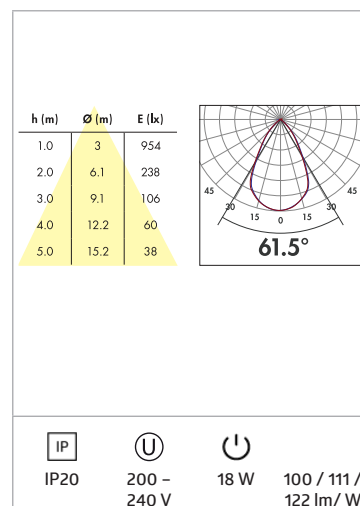 h (m) Ø (m) E (lx)
1.0 3 954
2.0 6.1 238
3.0 9.1 106
4.0 12.2 60
5.0 15.2 38
45 45
30 30
15 0 15
61.5°
IP
U
IP20
200 –
240 V
18 W
100 / 111 /
122 lm/ W